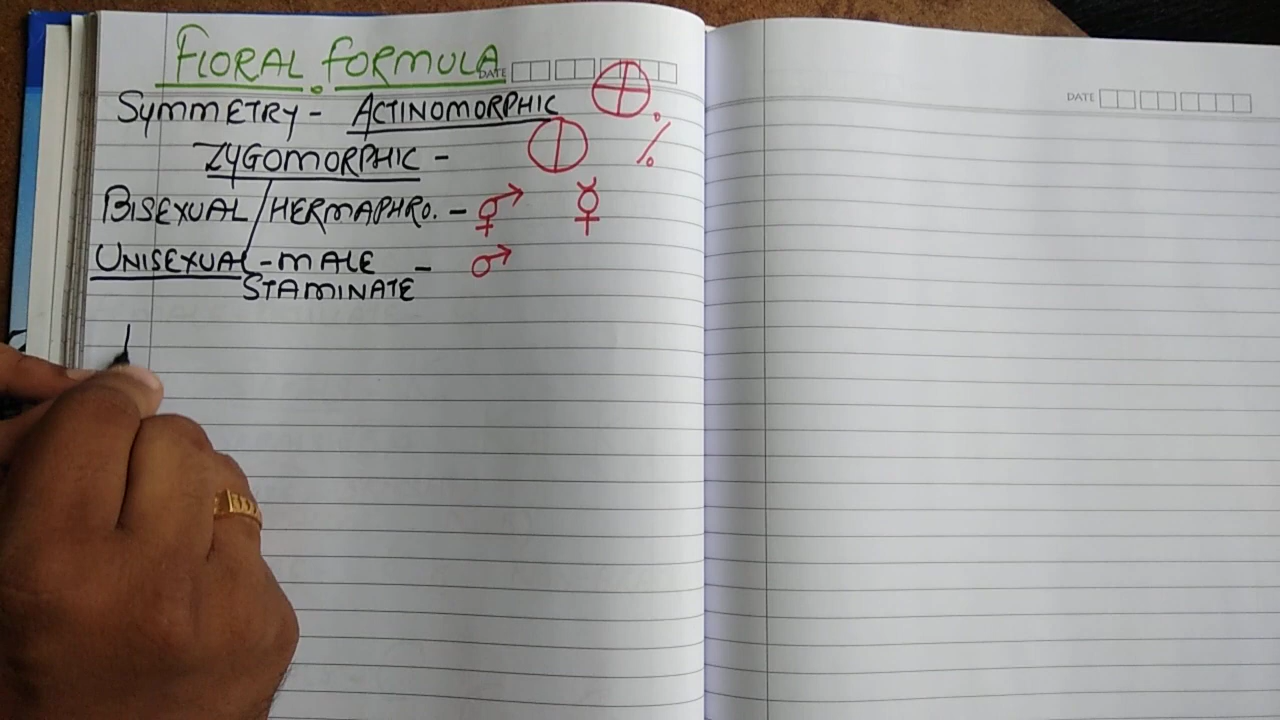 FLORAL FORMULA
DATE
SYMMETRY - ACTINOMORPHIC ⊕
ZYGOMORPHIC - ⦶ %
BISEXUAL / HERMAPHRO. - ⚥ ☿
UNISEXUAL - MALE - ♂
STAMINATE
DATE